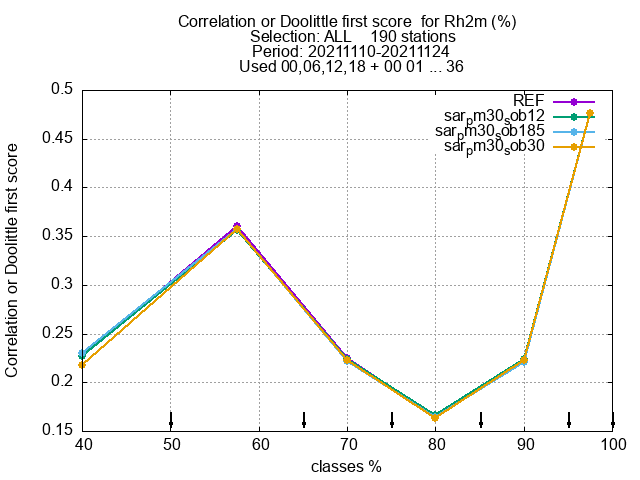 Correlation or Doolittle first score  for Rh2m (%)
Selection: ALL    190 stations
Period: 20211110-20211124
Used 00,06,12,18 + 00 01 ... 36
REF
sar_pm30_sob12
sar_pm30_sob185
sar_pm30_sob30
0.5
0.45
0.4
0.35
0.3
0.25
0.2
0.15
Correlation or Doolittle first score
40 50 60 70 80 90 100
classes %